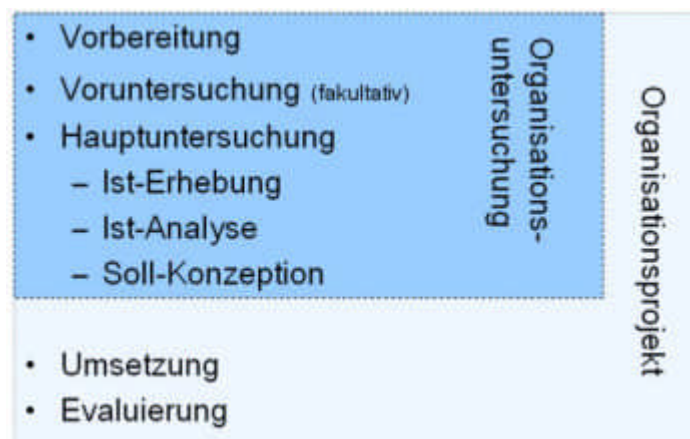 • Vorbereitung
• Voruntersuchung (fakultativ)
• Hauptuntersuchung
– Ist-Erhebung
– Ist-Analyse
– Soll-Konzeption
Organisations-
untersuchung
• Umsetzung
• Evaluierung
Organisationsprojekt